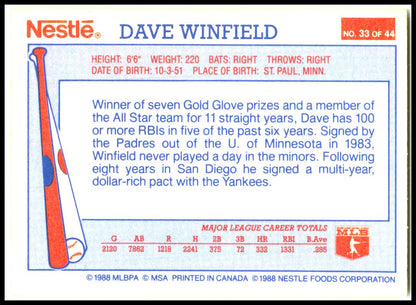 Nestlé® DAVE WINFIELD NO. 33 OF 44
HEIGHT: 6'6" WEIGHT: 220 BATS: RIGHT THROWS: RIGHT
DATE OF BIRTH: 10-3-51 PLACE OF BIRTH: ST. PAUL, MINN.
Winner of seven Gold Glove prizes and a member of
the All Star team for 11 straight years, Dave has 100
or more RBIs in five of the past six years. Signed by
the Padres out of the U. of Minnesota in 1983,
Winfield never played a day in the minors. Following
eight years in San Diego he signed a multi-year,
dollar-rich pact with the Yankees.
MAJOR LEAGUE CAREER TOTALS
G AB R H 2B 3B HR RBI B.Ave
2120 7862 1218 2241 375 72 332 1331 .285
MLB
©1988 MLBPA © MSA PRINTED IN CANADA ©1988 NESTLE FOODS CORPORATION